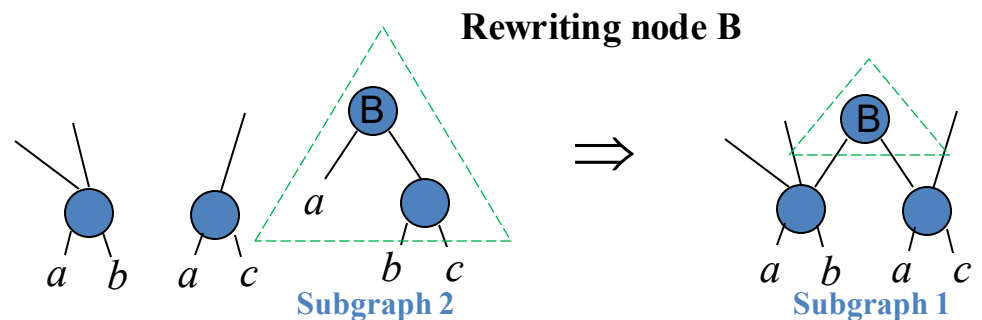 Rewriting node B
B
B
⇒
a
a b
a c
b c
a b
a c
Subgraph 2
Subgraph 1